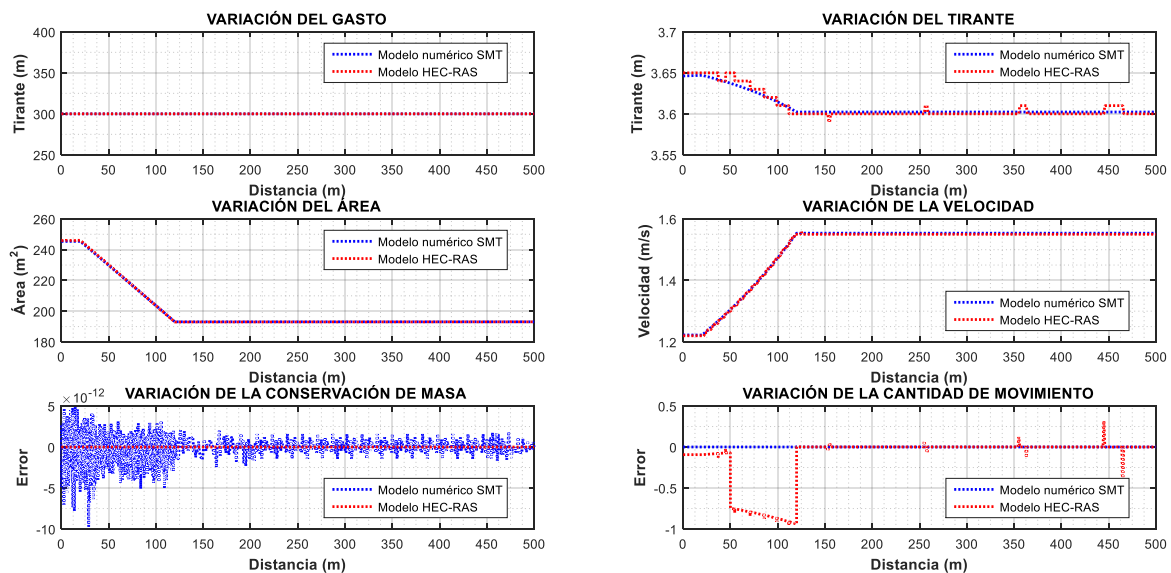 VARIACIÓN DEL GASTO
Tirante (m)
400
350
300
250
Modelo numérico SMT
Modelo HEC-RAS
0 50 100 150 200 250 300 350 400 450 500
Distancia (m)
VARIACIÓN DEL TIRANTE
Tirante (m)
3.7
3.65
3.6
3.55
Modelo numérico SMT
Modelo HEC-RAS
0 50 100 150 200 250 300 350 400 450 500
Distancia (m)
VARIACIÓN DEL ÁREA
Área (m²)
260
240
220
200
180
Modelo numérico SMT
Modelo HEC-RAS
0 50 100 150 200 250 300 350 400 450 500
Distancia (m)
VARIACIÓN DE LA VELOCIDAD
Velocidad (m/s)
1.6
1.4
1.2
Modelo numérico SMT
Modelo HEC-RAS
0 50 100 150 200 250 300 350 400 450 500
Distancia (m)
VARIACIÓN DE LA CONSERVACIÓN DE MASA
×10⁻¹²
Error
5
0
-5
-10
Modelo numérico SMT
Modelo HEC-RAS
0 50 100 150 200 250 300 350 400 450 500
Distancia (m)
VARIACIÓN DE LA CANTIDAD DE MOVIMIENTO
Error
0.5
0
-0.5
-1
Modelo numérico SMT
Modelo HEC-RAS
0 50 100 150 200 250 300 350 400 450 500
Distancia (m)